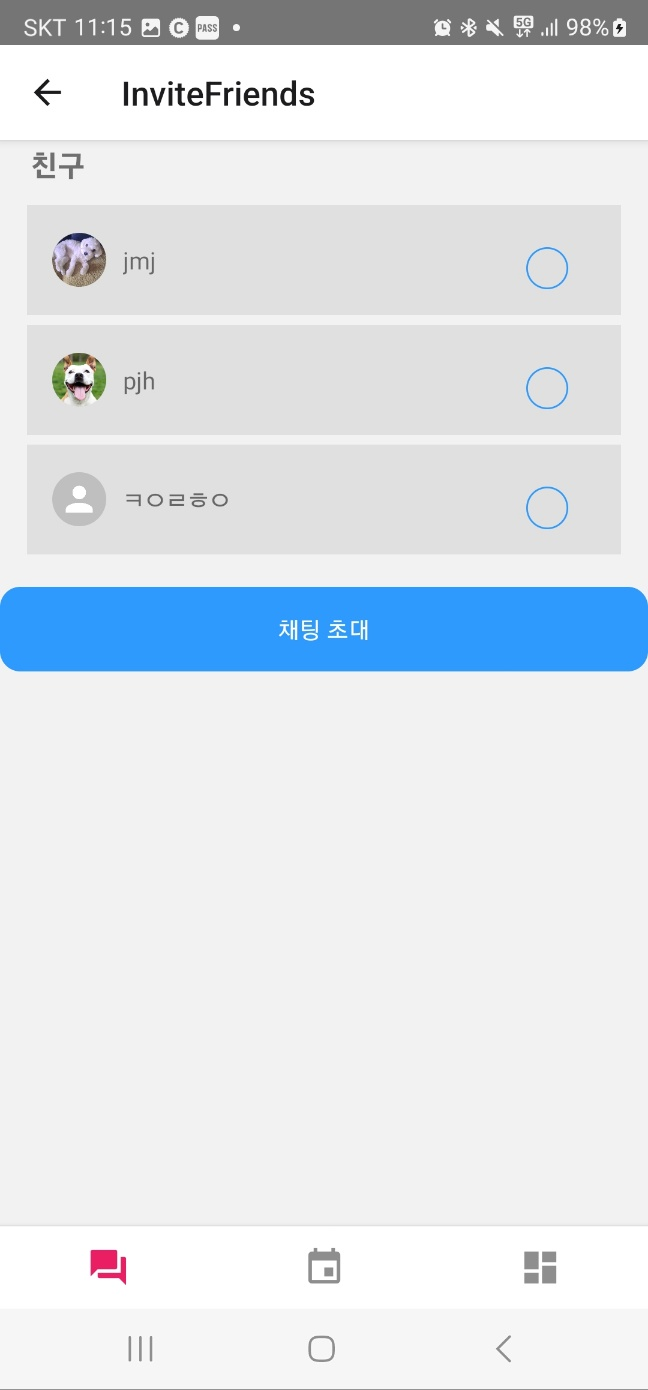 SKT 11:15 C PASS 5G 98%
InviteFriends
친구
jmj
pjh
ㅋㅇㄹㅎㅇ
채팅 초대